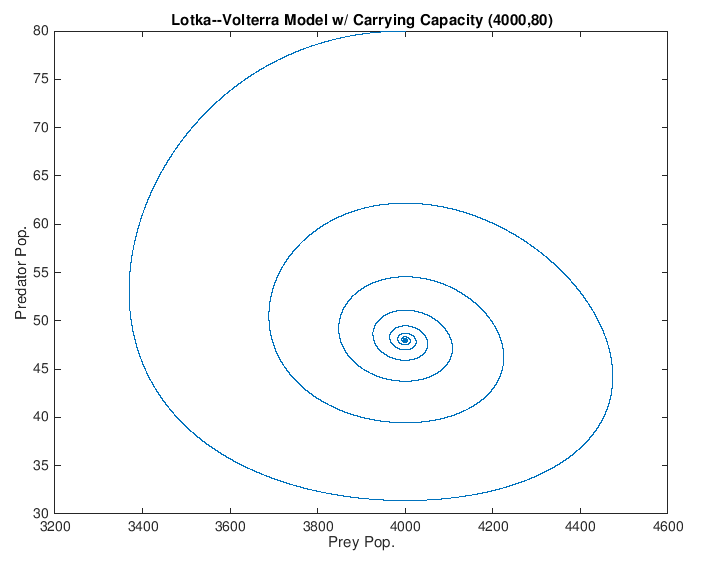 Lotka--Volterra Model w/ Carrying Capacity (4000,80)
80
75
70
65
60
55
50
45
40
35
30
Predator Pop.
3200 3400 3600 3800 4000 4200 4400 4600
Prey Pop.